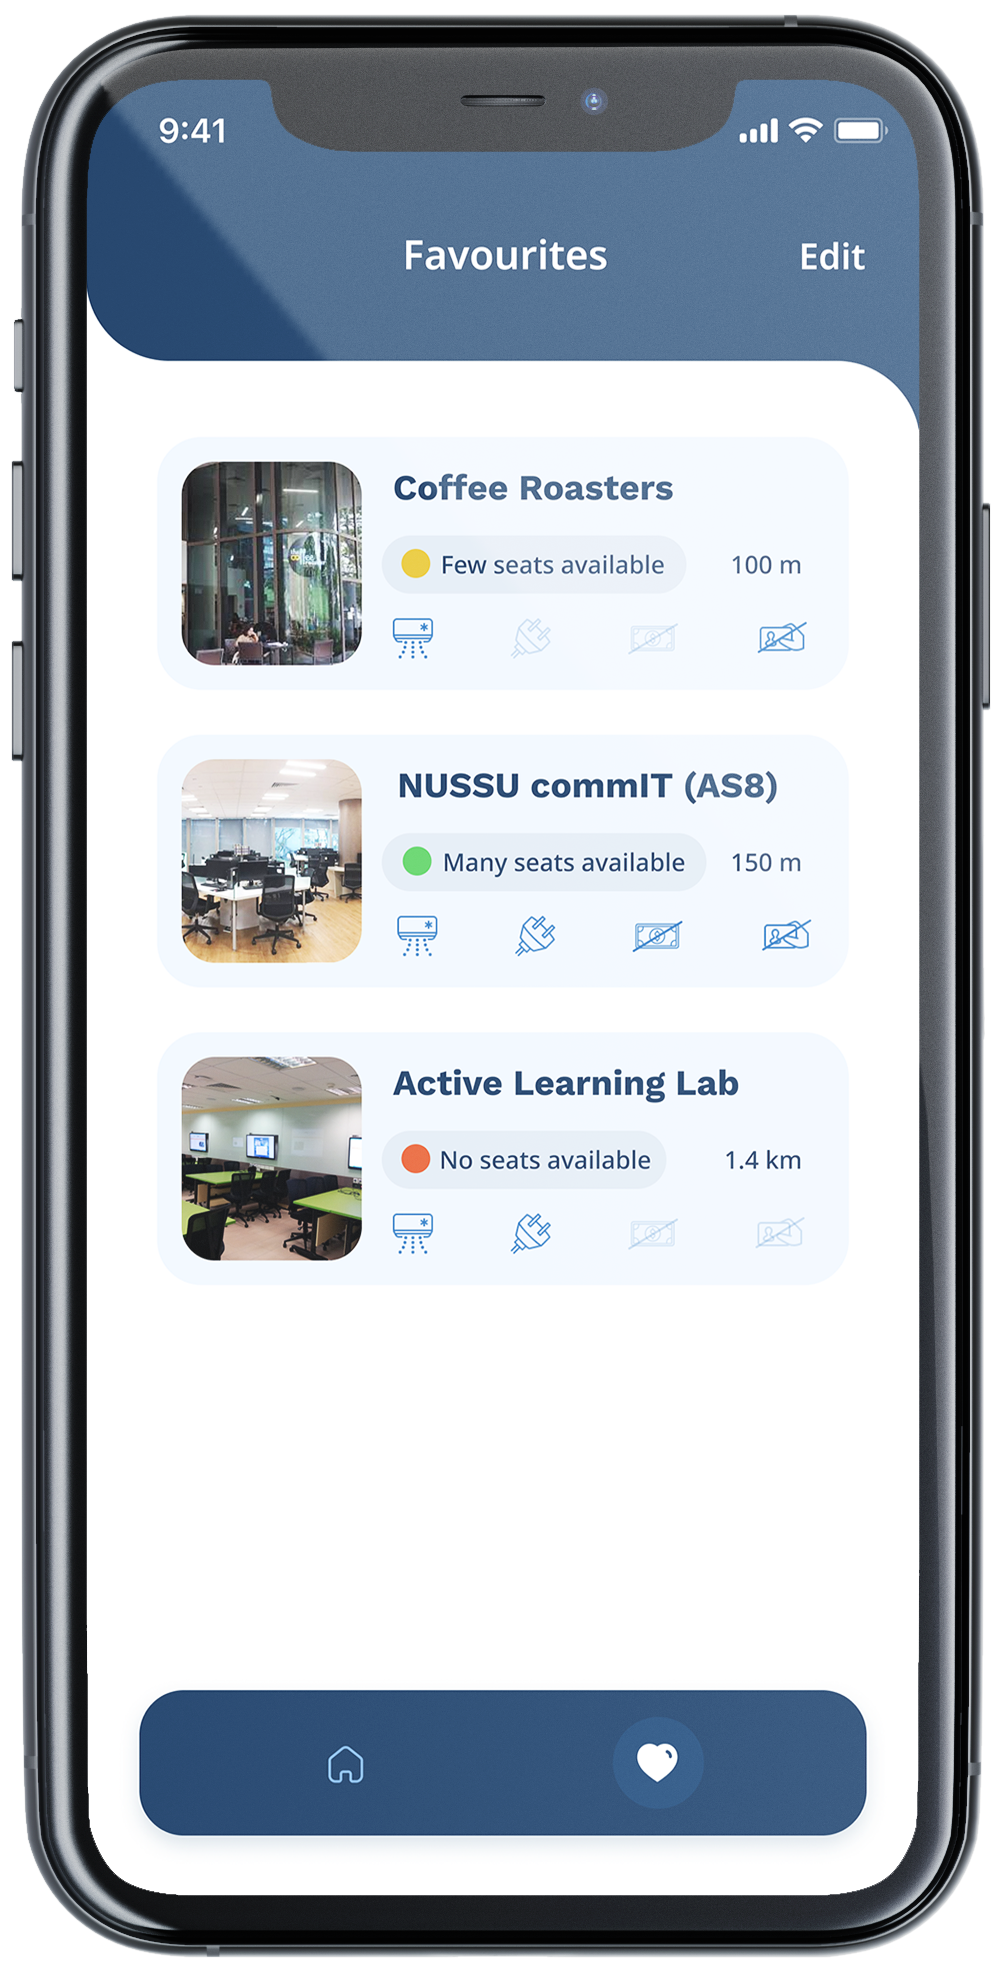 9:41
Favourites
Edit
Coffee Roasters
Few seats available
100 m
NUSSU commIT (AS8)
Many seats available
150 m
Active Learning Lab
No seats available
1.4 km